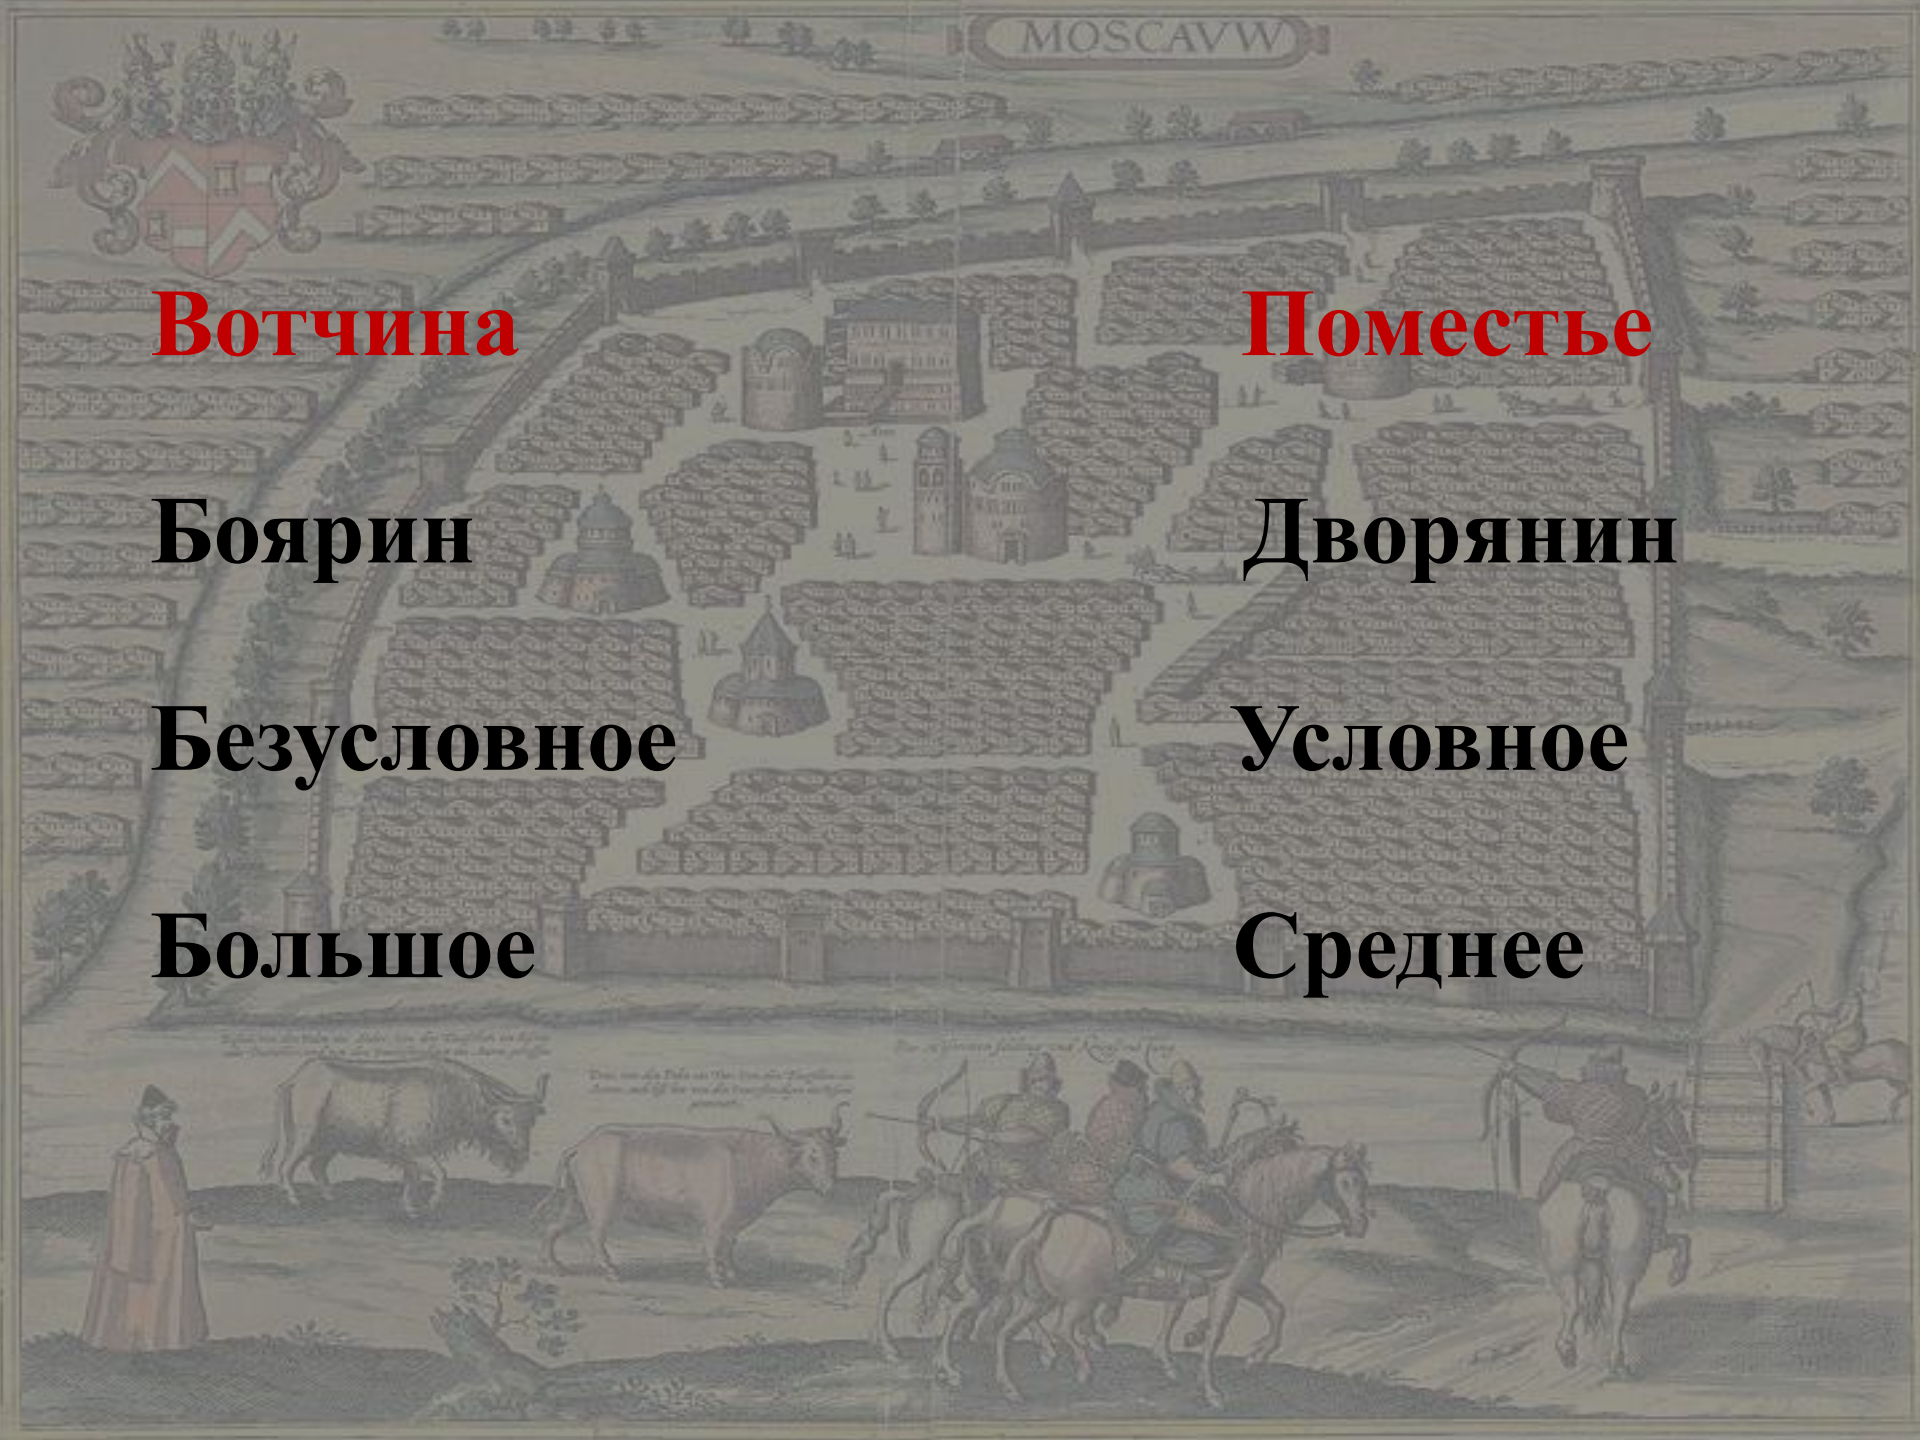 MOSCAVW
Вотчина Поместье
Боярин Дворянин
Безусловное Условное
Большое Среднее